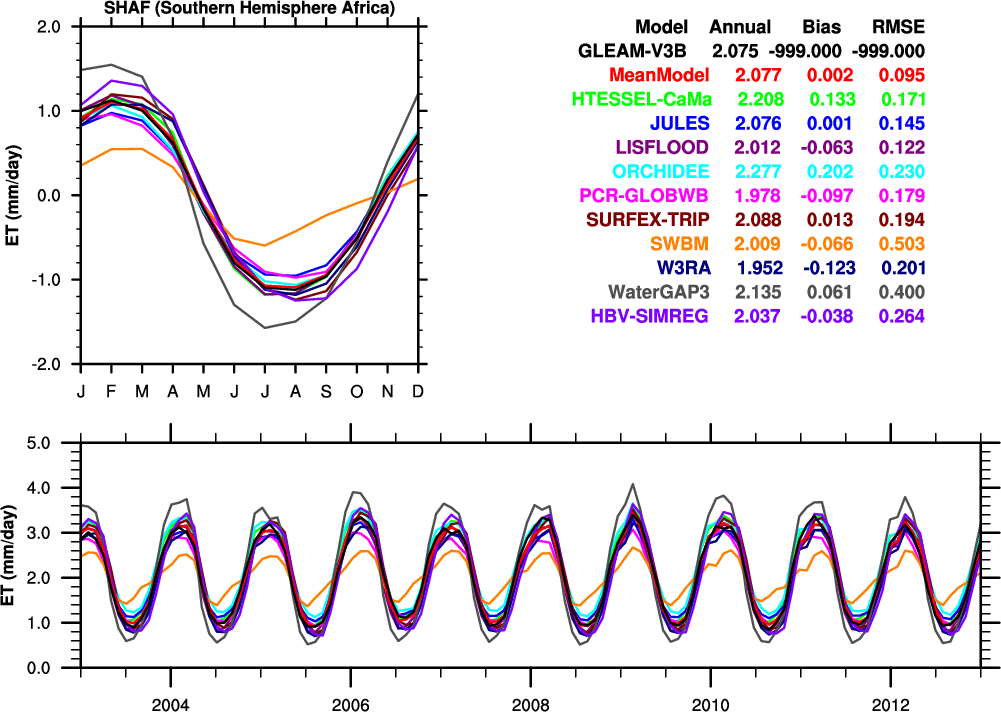 SHAF (Southern Hemisphere Africa)
2.0
1.0
0.0
-1.0
-2.0
ET (mm/day)
J F M A M J J A S O N D
Model Annual Bias RMSE
GLEAM-V3B 2.075 -999.000 -999.000
MeanModel 2.077 0.002 0.095
HTESSEL-CaMa 2.208 0.133 0.171
JULES 2.076 0.001 0.145
LISFLOOD 2.012 -0.063 0.122
ORCHIDEE 2.277 0.202 0.230
PCR-GLOBWB 1.978 -0.097 0.179
SURFEX-TRIP 2.088 0.013 0.194
SWBM 2.009 -0.066 0.503
W3RA 1.952 -0.123 0.201
WaterGAP3 2.135 0.061 0.400
HBV-SIMREG 2.037 -0.038 0.264
5.0
4.0
3.0
2.0
1.0
0.0
ET (mm/day)
2004 2006 2008 2010 2012